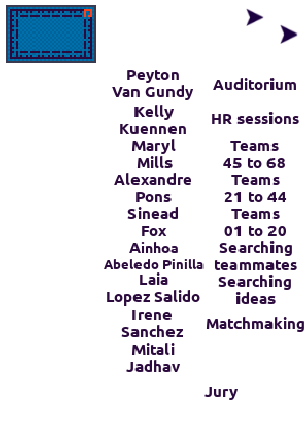 Peyton
Van Gundy
Auditorium
Kelly
Kuennen
HR sessions
Maryl
Mills
Teams
45 to 68
Alexandre
Pons
Teams
21 to 44
Sinead
Fox
Teams
01 to 20
Ainhoa
Abeledo Pinilla
Searching
teammates
Laia
Lopez Salido
Searching
ideas
Irene
Sanchez
Matchmaking
Mitali
Jadhav
Jury